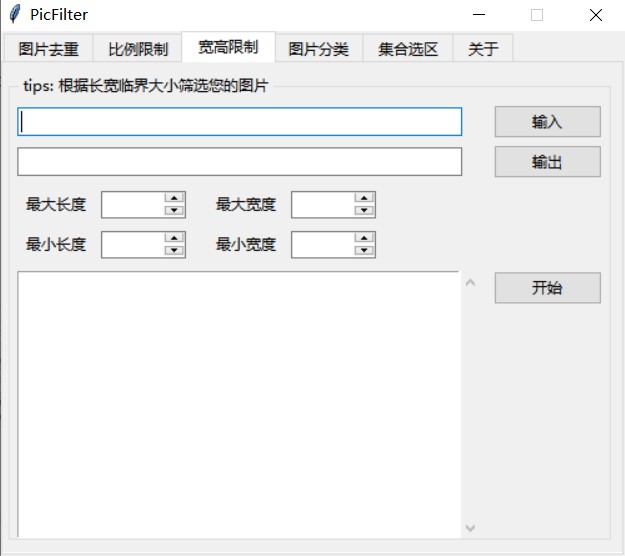 PicFilter
图片去重 比例限制 宽高限制 图片分类 集合选区 关于
tips: 根据长宽临界大小筛选您的图片
输入
输出
最大长度 最大宽度
最小长度 最小宽度
开始